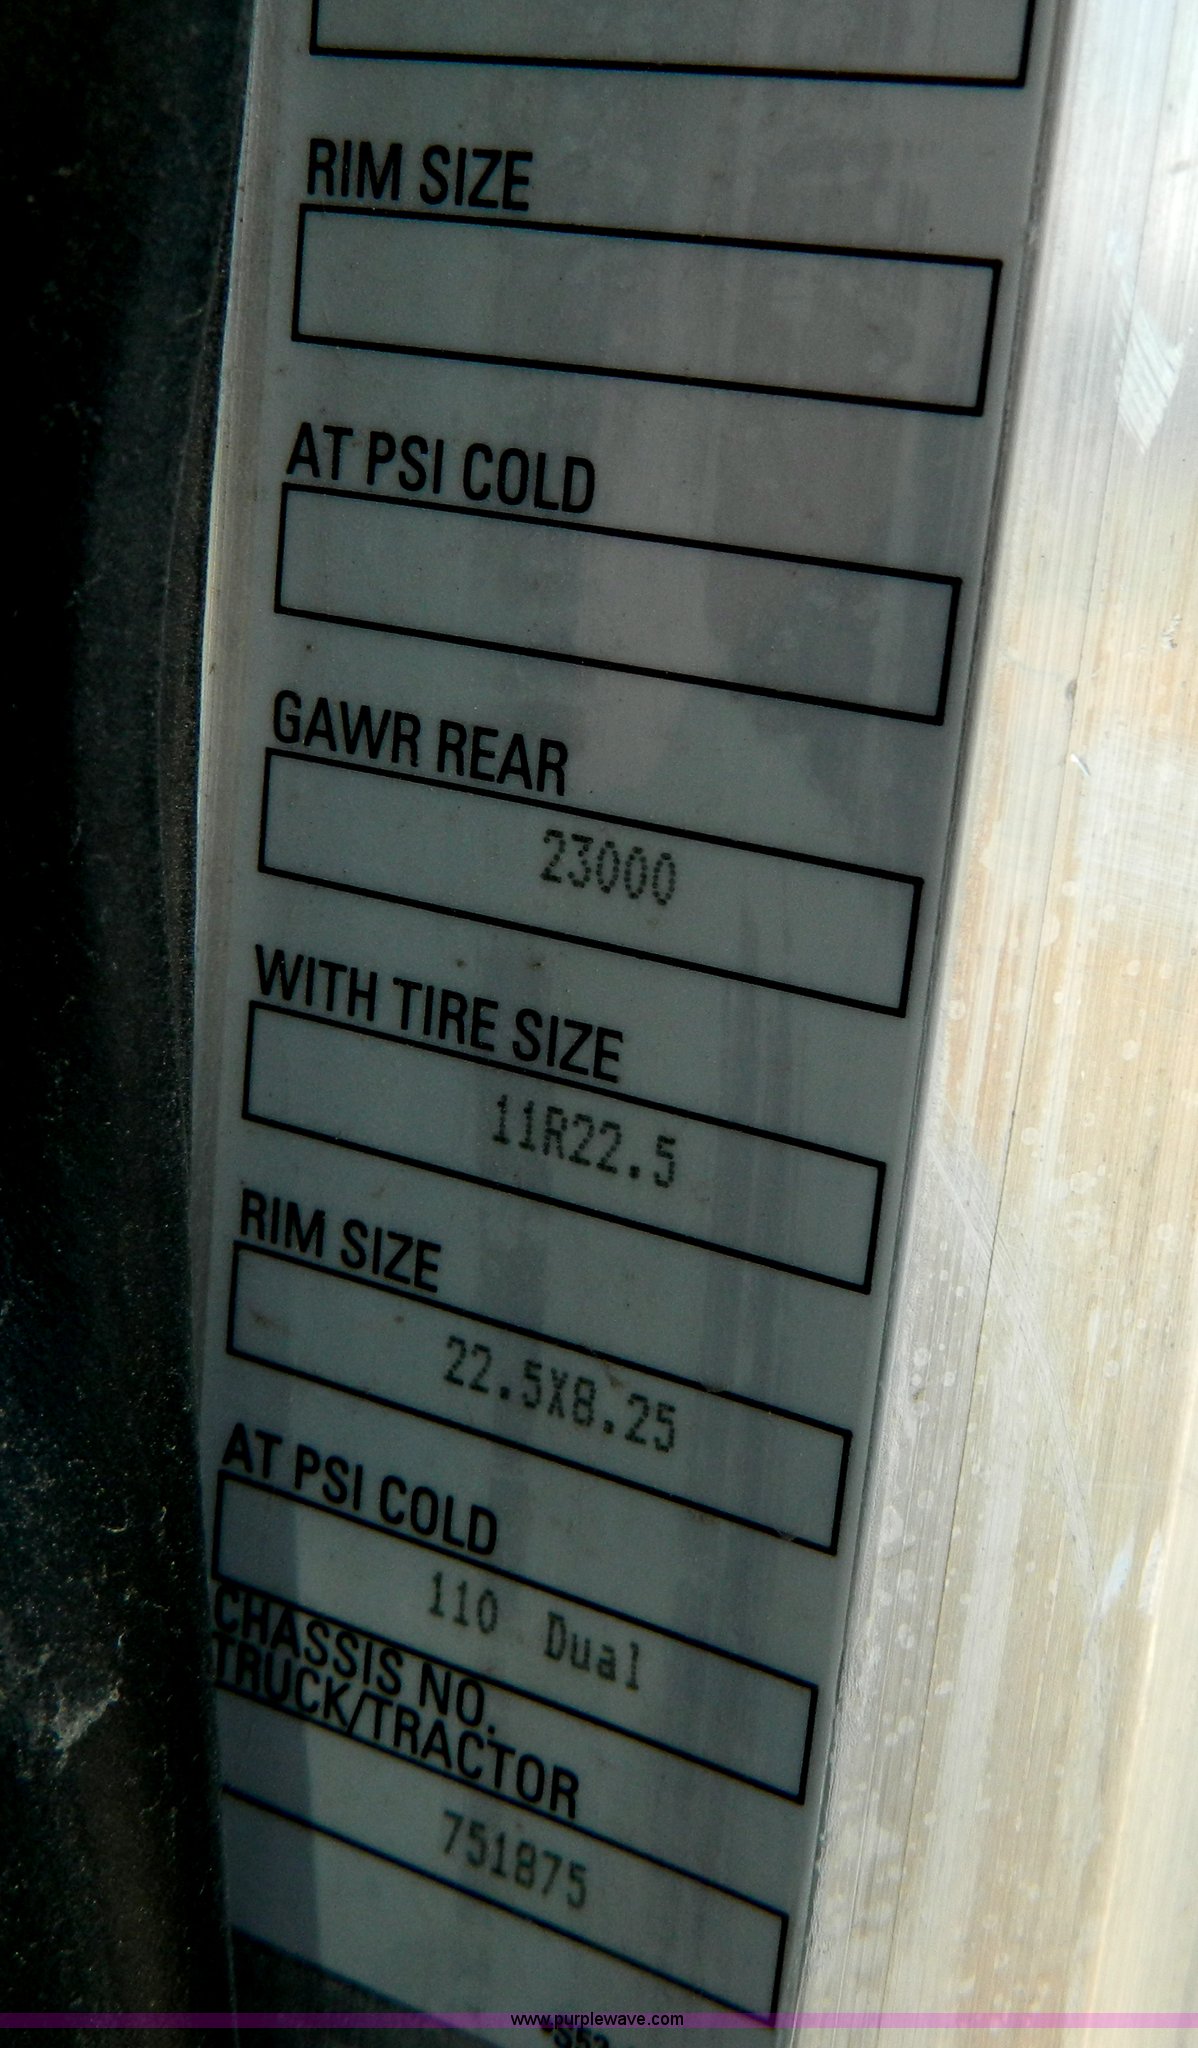 RIM SIZE
AT PSI COLD
GAWR REAR
23000
WITH TIRE SIZE
11R22.5
RIM SIZE
22.5X8.25
AT PSI COLD
110 Dual
CHASSIS NO.
TRUCK/TRACTOR
751875
www.purplewave.com